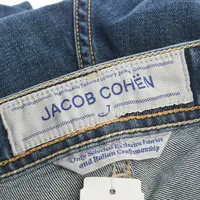 JACOB COHËN
J
Only Selected Exclusive Fabrics
and Italian Craftsmanship